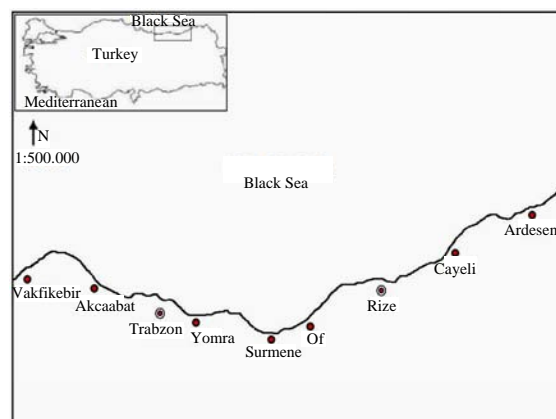 Black Sea
Turkey
Mediterranean
N
1:500.000
Black Sea
Ardesen
Cayeli
Vakfikebir
Akcaabat
Rize
Trabzon
Yomra
Of
Surmene